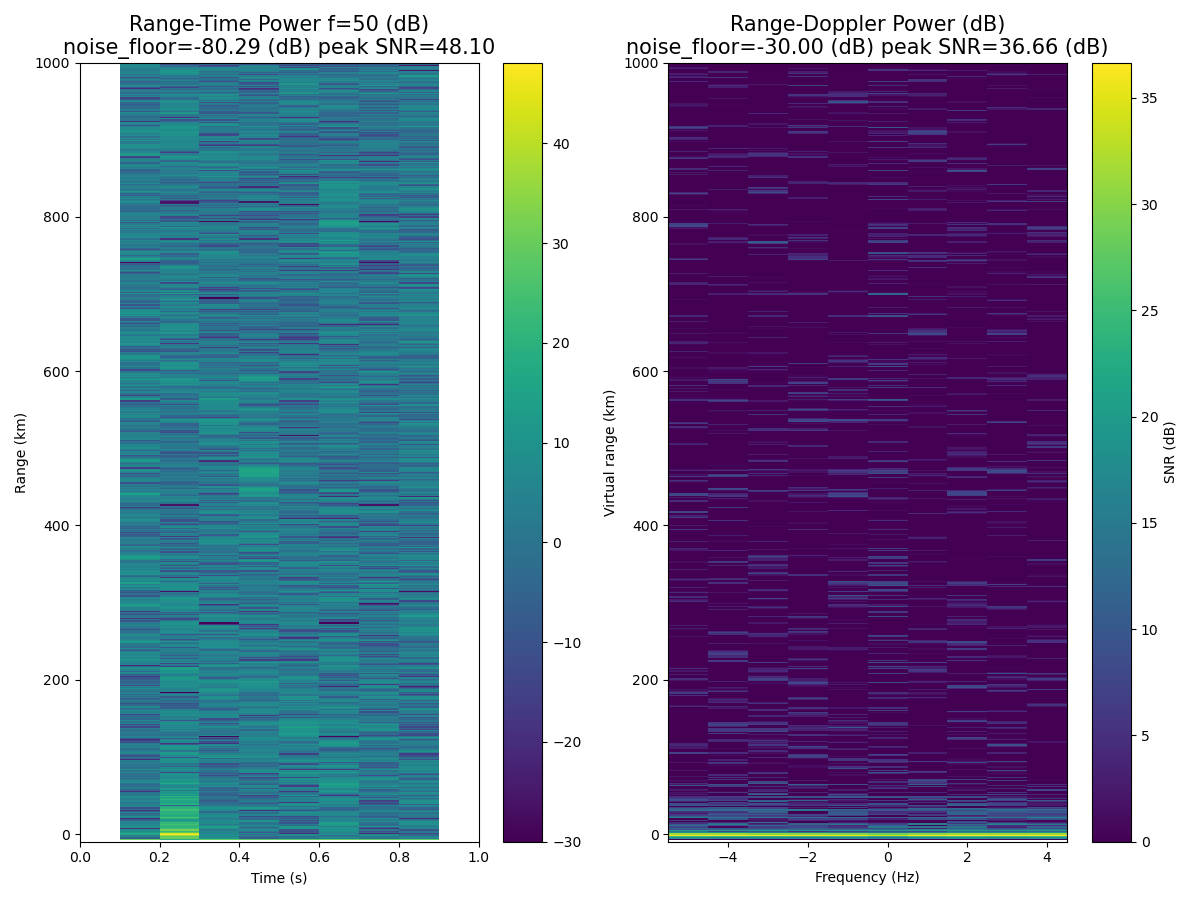 Range-Time Power f=50 (dB)
noise_floor=-80.29 (dB) peak SNR=48.10
Range (km)
1000
800
600
400
200
0
0.0 0.2 0.4 0.6 0.8 1.0
Time (s)
40
30
20
10
0
−10
−20
−30
Range-Doppler Power (dB)
noise_floor=-30.00 (dB) peak SNR=36.66 (dB)
Virtual range (km)
1000
800
600
400
200
0
−4 −2 0 2 4
Frequency (Hz)
35
30
25
20
15
10
5
0
SNR (dB)